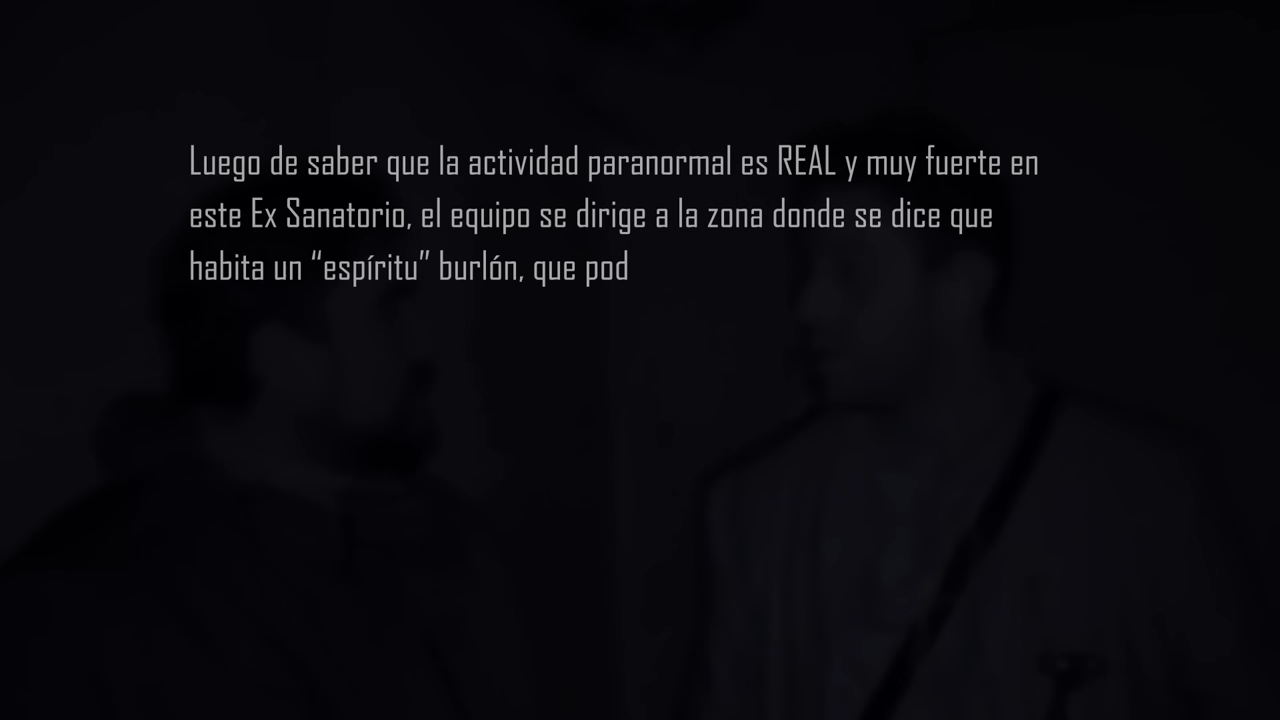 Luego de saber que la actividad paranormal es REAL y muy fuerte en
este Ex Sanatorio, el equipo se dirige a la zona donde se dice que
habita un “espíritu” burlón, que pod